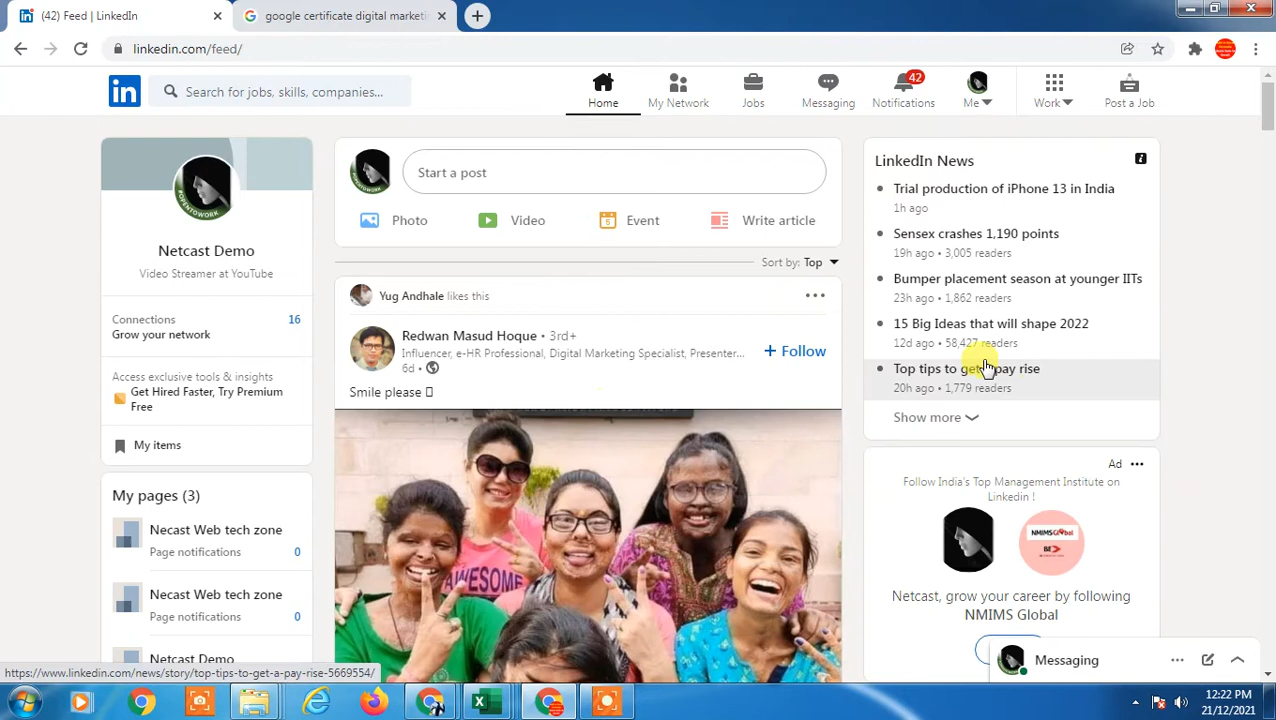 (42) Feed | LinkedIn
google certificate digital marketi
linkedin.com/feed/
in
Search for jobs, skills, companies...
Home
My Network
Jobs
Messaging
42
Notifications
Me
Work
Post a Job
#OPENTOWORK
Netcast Demo
Video Streamer at YouTube
Connections 16
Grow your network
Access exclusive tools & insights
Get Hired Faster, Try Premium
Free
My items
My pages (3)
Necast Web tech zone
Page notifications 0
Necast Web tech zone
Page notifications 0
Netcast Demo
Start a post
Photo
Video
Event
Write article
Sort by: Top
Yug Andhale likes this
Redwan Masud Hoque • 3rd+
Influencer, e-HR Professional, Digital Marketing Specialist, Presenter...
6d •
+ Follow
Smile please
AWESOME
LinkedIn News
Trial production of iPhone 13 in India
1h ago
Sensex crashes 1,190 points
19h ago • 3,005 readers
Bumper placement season at younger IITs
23h ago • 1,862 readers
15 Big Ideas that will shape 2022
12d ago • 58,427 readers
Top tips to get a pay rise
20h ago • 1,779 readers
Show more
Ad
Follow India's Top Management Institute on
Linkedin !
NMIMS Global
Netcast, grow your career by following
NMIMS Global
Messaging
https://www.linkedin.com/news/story/top-tips-to-get-a-pay-rise-5669554/
12:22 PM
21/12/2021